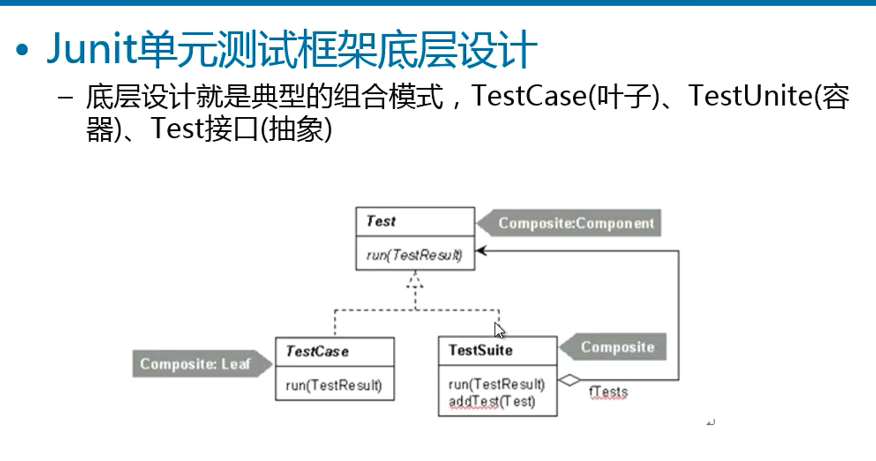 • Junit单元测试框架底层设计
– 底层设计就是典型的组合模式，TestCase(叶子)、TestUnite(容
器)、Test接口(抽象)
Test
Composite:Component
run(TestResult)
Composite: Leaf
TestCase
run(TestResult)
TestSuite
Composite
run(TestResult)
addTest(Test)
fTests